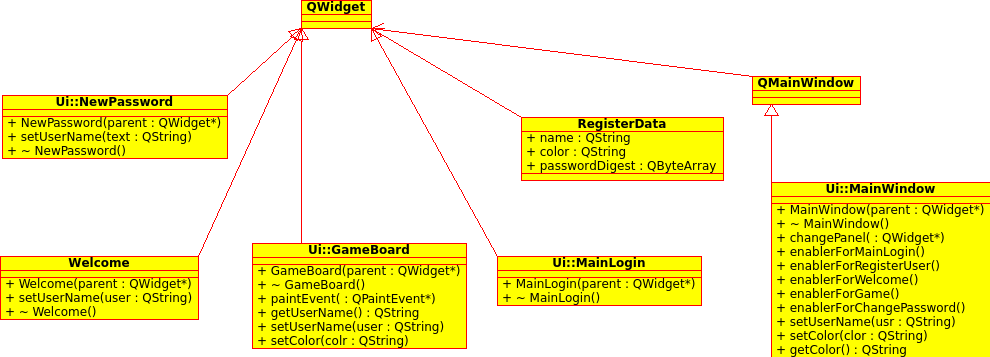 QWidget
QMainWindow
Ui::NewPassword
+ NewPassword(parent : QWidget*)
+ setUserName(text : QString)
+ ~ NewPassword()
RegisterData
+ name : QString
+ color : QString
+ passwordDigest : QByteArray
Ui::MainWindow
+ MainWindow(parent : QWidget*)
+ ~ MainWindow()
+ changePanel( : QWidget*)
+ enablerForMainLogin()
+ enablerForRegisterUser()
+ enablerForWelcome()
+ enablerForGame()
+ enablerForChangePassword()
+ setUserName(usr : QString)
+ setColor(clor : QString)
+ getColor() : QString
Welcome
+ Welcome(parent : QWidget*)
+ setUserName(user : QString)
+ ~ Welcome()
Ui::GameBoard
+ GameBoard(parent : QWidget*)
+ ~ GameBoard()
+ paintEvent( : QPaintEvent*)
+ getUserName() : QString
+ setUserName(usr : QString)
+ setColor(colr : QString)
Ui::MainLogin
+ MainLogin(parent : QWidget*)
+ ~ MainLogin()